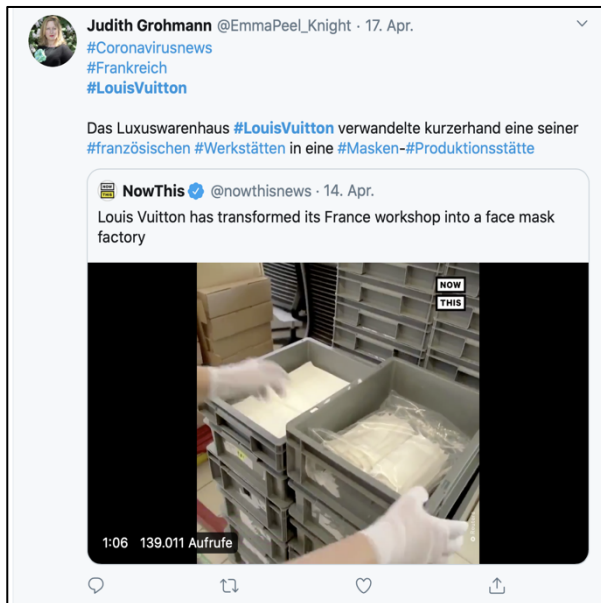 Judith Grohmann @EmmaPeel_Knight · 17. Apr.
#Coronavirusnews
#Frankreich
#LouisVuitton
Das Luxuswarenhaus #LouisVuitton verwandelte kurzerhand eine seiner
#französischen #Werkstätten in eine #Masken-#Produktionsstätte
NOW THIS NowThis @nowthisnews · 14. Apr.
Louis Vuitton has transformed its France workshop into a face mask
factory
NOW
THIS
1:06 139.011 Aufrufe